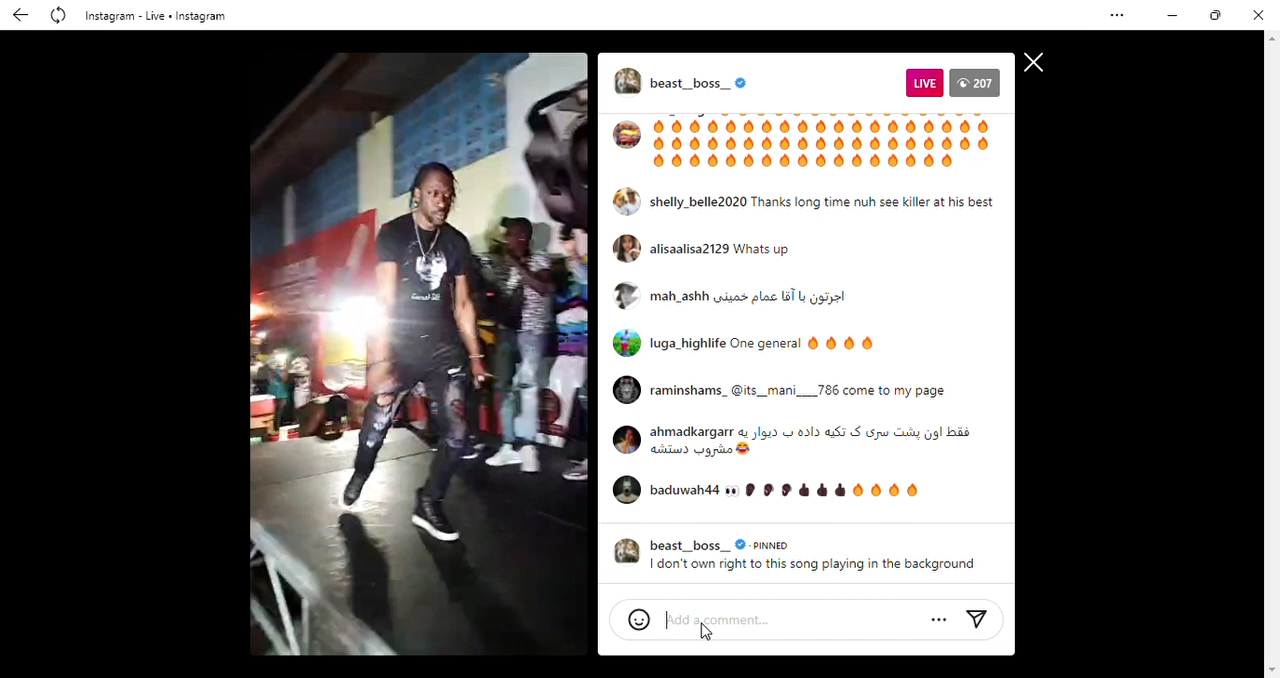 Instagram - Live • Instagram
beast__boss__
LIVE
207
🔥🔥🔥🔥🔥🔥🔥🔥🔥🔥🔥🔥🔥🔥🔥🔥🔥🔥🔥
🔥🔥🔥🔥🔥🔥🔥🔥🔥🔥🔥🔥🔥🔥🔥🔥🔥🔥🔥
🔥🔥🔥🔥🔥🔥🔥🔥🔥🔥🔥🔥🔥🔥🔥🔥🔥
shelly_belle2020 Thanks long time nuh see killer at his best
alisaalisa2129 Whats up
mah_ashh اجرتون با آقا عمام خمینی
luga_highlife One general 🔥🔥🔥🔥
raminshams_ @its__mani___786 come to my page
ahmadkargarr فقط اون پشت سری ک تکیه داده ب دیوار یه
مشروب دستشه😂
baduwah44 👀👂🏿👂🏿👂🏿👍🏿👍🏿👍🏿🔥🔥🔥🔥
beast__boss__ · PINNED
I don't own right to this song playing in the background
Add a comment...